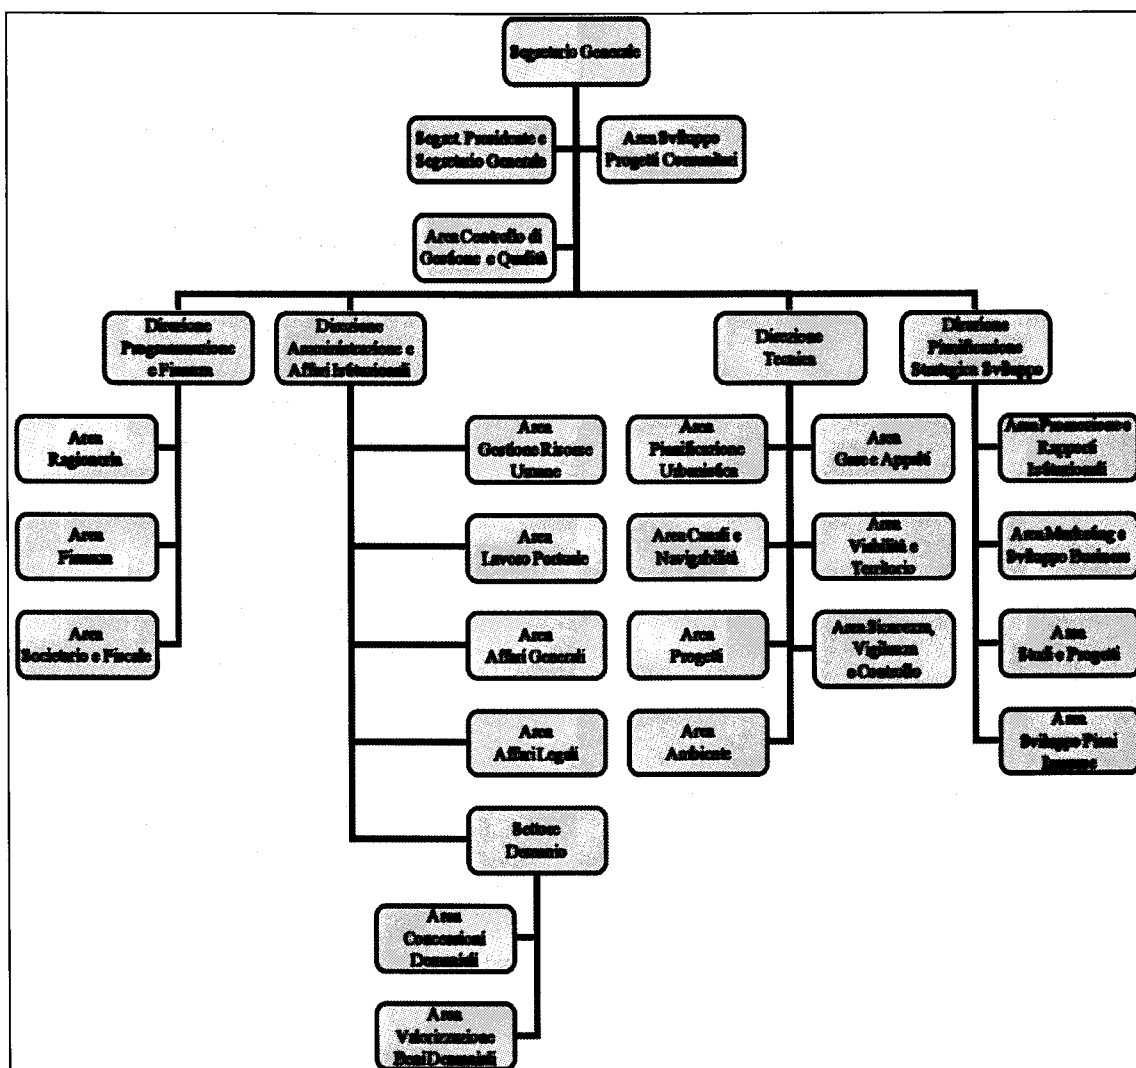 Segretario Generale
Segret. Presidente e
Segretario Generale
Area Sviluppo
Progetti Comunitari
Area Controllo di
Gestione e Qualità
Direzione
Programmazione
e Finanza
Direzione
Amministrazione e
Affari Istituzionali
Direzione
Tecnica
Direzione
Pianificazione
Strategica Sviluppo
Area
Ragioneria
Area
Finanza
Area
Societario e Fiscale
Area
Gestione Risorse
Umane
Area
Lavoro Portuale
Area
Affari Generali
Area
Affari Legali
Settore
Demanio
Area
Concessioni
Demaniali
Area
Valorizzazione
Beni Demaniali
Area
Pianificazione
Urbanistica
Area Canali e
Navigabilità
Area
Progetti
Area
Ambiente
Area
Gare e Appalti
Area
Viabilità e
Territorio
Area Sicurezza,
Vigilanza
e Controllo
Area Promozione e
Rapporti
Istituzionali
Area Marketing e
Sviluppo Business
Area
Studi e Progetti
Area
Sviluppo Piani